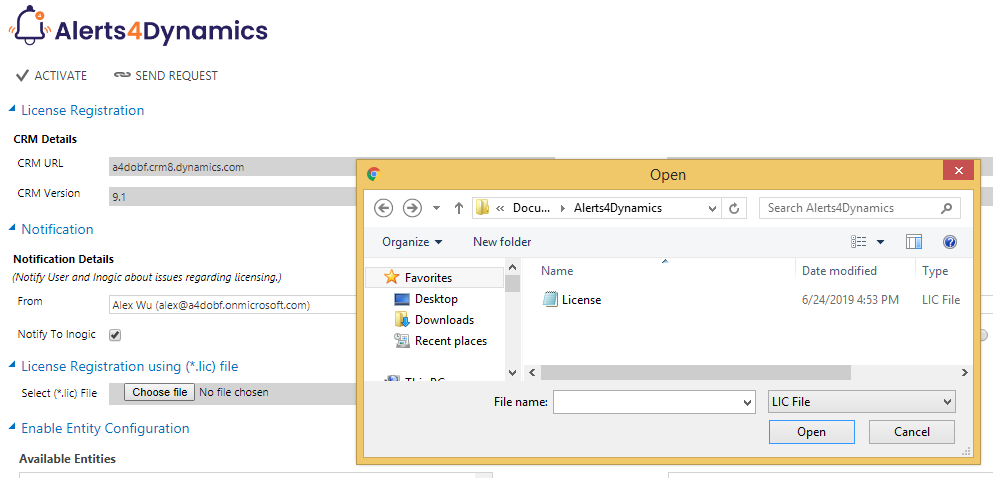 4
Alerts4Dynamics
ACTIVATE SEND REQUEST
License Registration
CRM Details
CRM URL a4dobf.crm8.dynamics.com
CRM Version 9.1
Notification
Notification Details
(Notify User and Inogic about issues regarding licensing.)
From Alex Wu (alex@a4dobf.onmicrosoft.com)
Notify To Inogic
License Registration using (*.lic) file
Select (*.lic) File Choose file No file chosen
Enable Entity Configuration
Available Entities
Open
« Docu... Alerts4Dynamics Search Alerts4Dynamics
Organize New folder
Favorites
Desktop
Downloads
Recent places
This PC
Name Date modified Type
License 6/24/2019 4:53 PM LIC File
File name: LIC File
Open Cancel